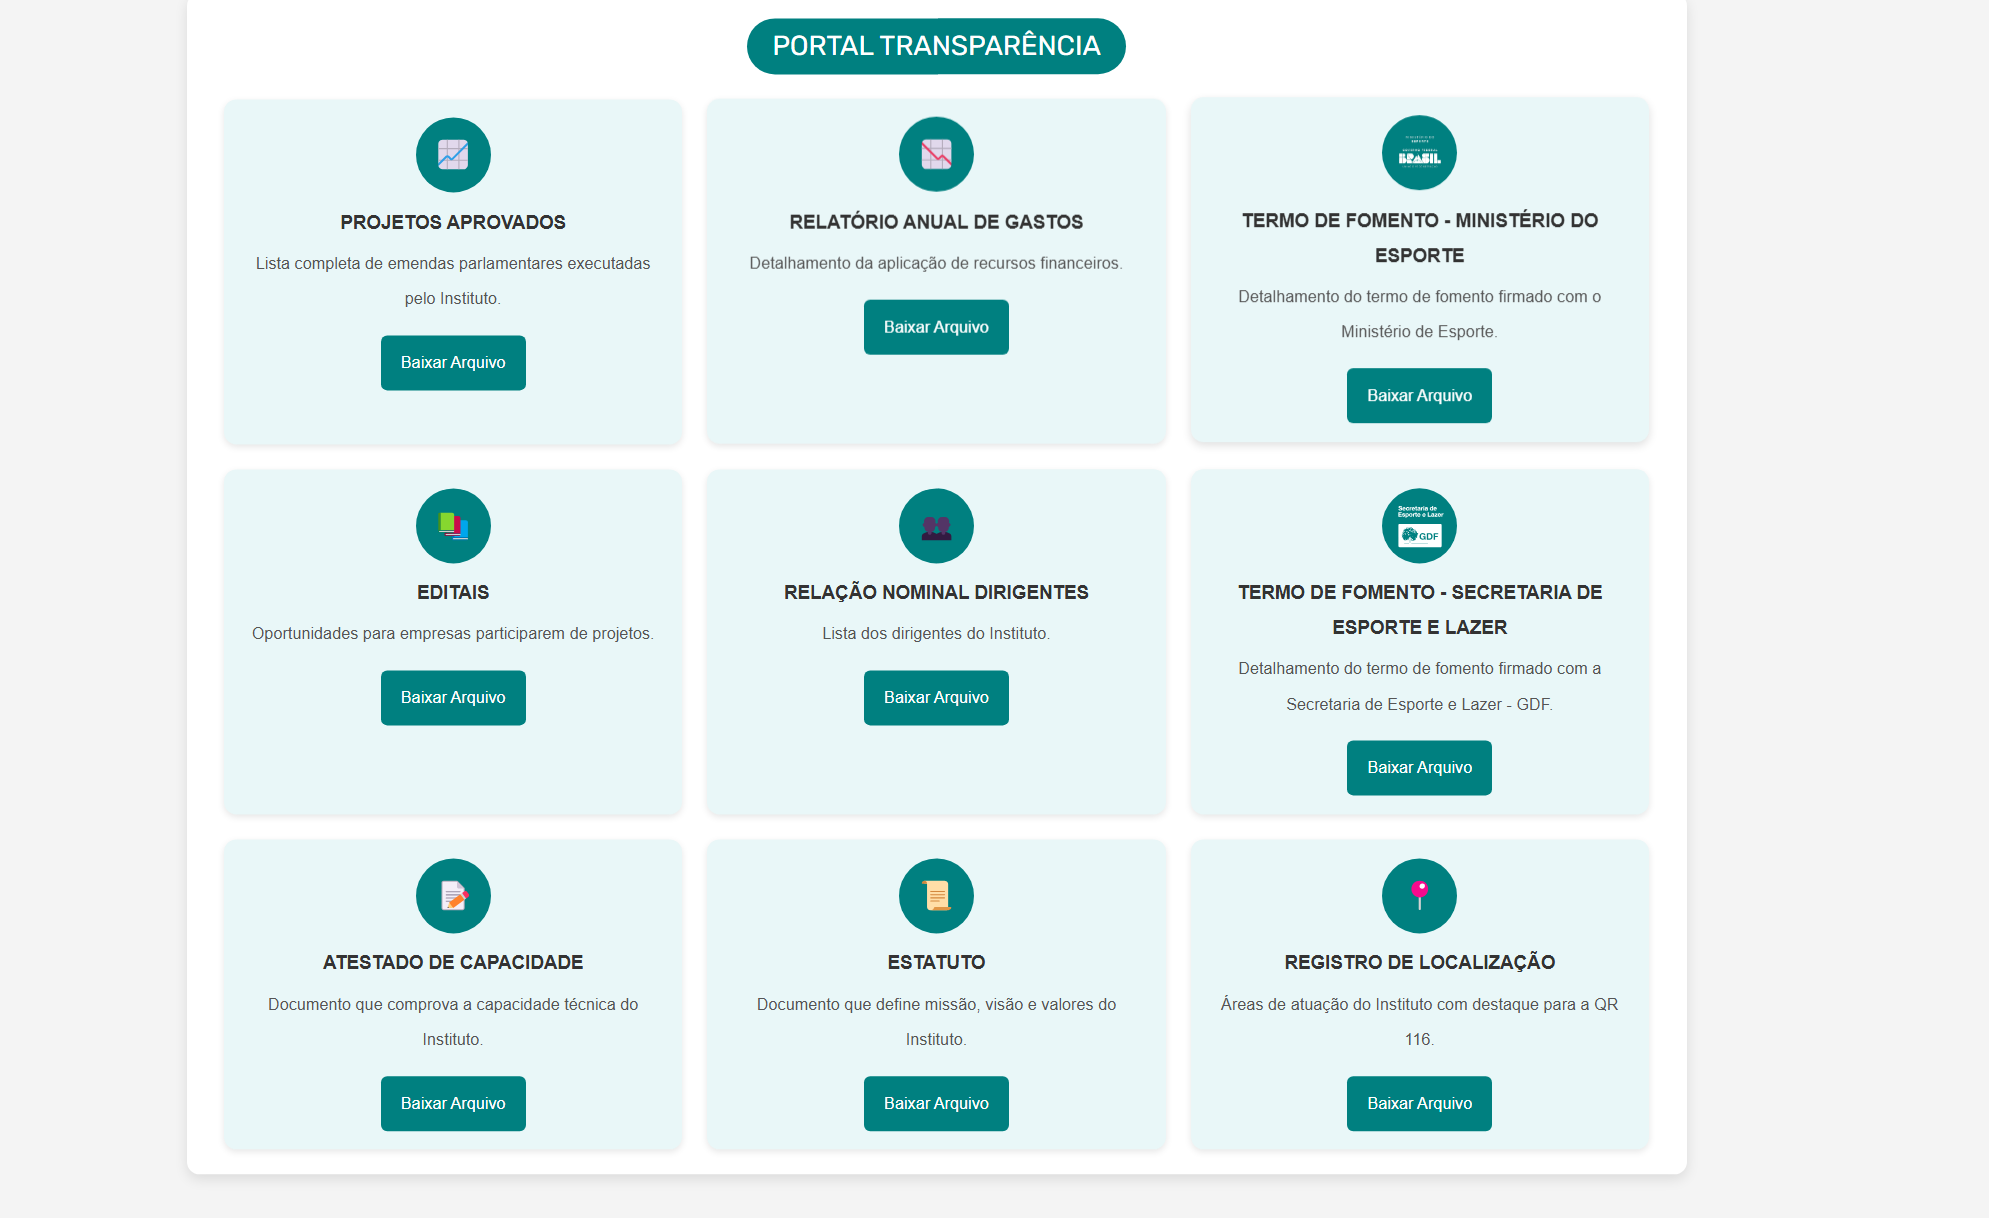 PORTAL TRANSPARÊNCIA
PROJETOS APROVADOS
Lista completa de emendas parlamentares executadas
pelo Instituto.
Baixar Arquivo
RELATÓRIO ANUAL DE GASTOS
Detalhamento da aplicação de recursos financeiros.
Baixar Arquivo
BRASIL
TERMO DE FOMENTO - MINISTÉRIO DO
ESPORTE
Detalhamento do termo de fomento firmado com o
Ministério de Esporte.
Baixar Arquivo
EDITAIS
Oportunidades para empresas participarem de projetos.
Baixar Arquivo
RELAÇÃO NOMINAL DIRIGENTES
Lista dos dirigentes do Instituto.
Baixar Arquivo
Secretaria de
Esporte e Lazer
GDF
TERMO DE FOMENTO - SECRETARIA DE
ESPORTE E LAZER
Detalhamento do termo de fomento firmado com a
Secretaria de Esporte e Lazer - GDF.
Baixar Arquivo
ATESTADO DE CAPACIDADE
Documento que comprova a capacidade técnica do
Instituto.
Baixar Arquivo
ESTATUTO
Documento que define missão, visão e valores do
Instituto.
Baixar Arquivo
REGISTRO DE LOCALIZAÇÃO
Áreas de atuação do Instituto com destaque para a QR
116.
Baixar Arquivo